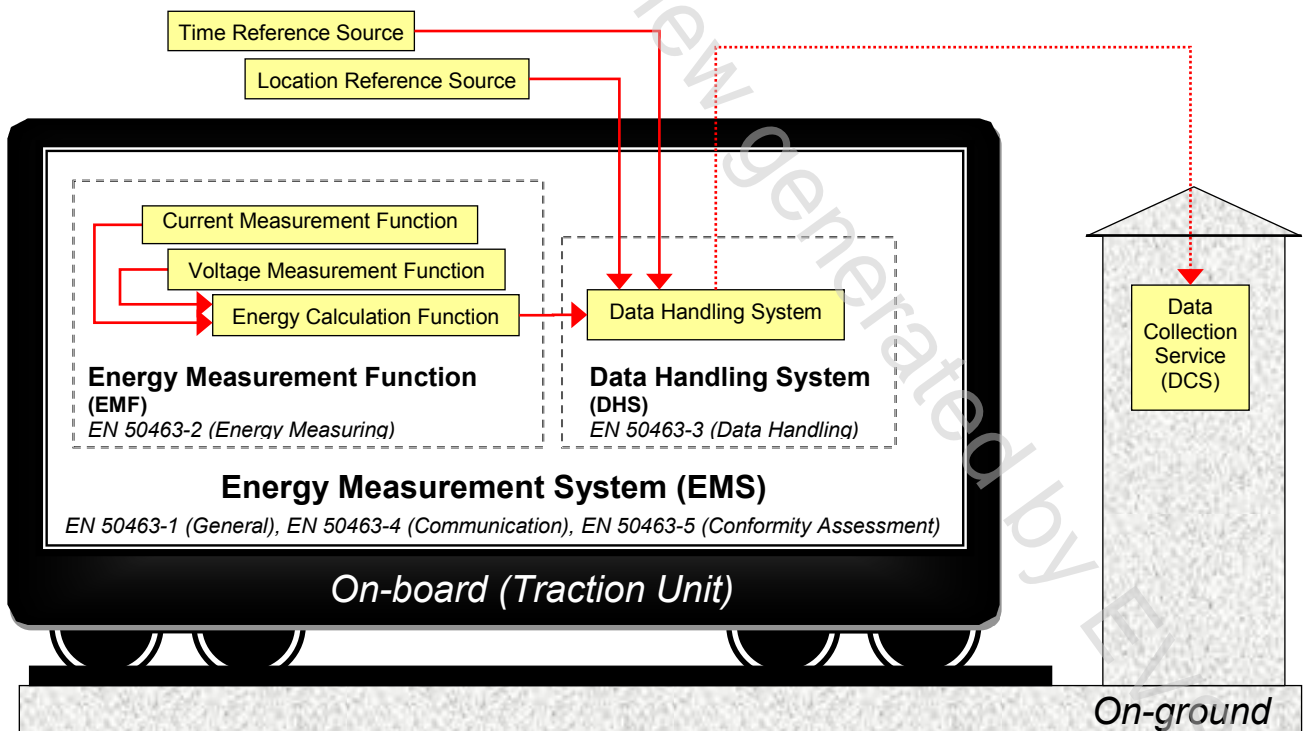 Time Reference Source
Location Reference Source
Current Measurement Function
Voltage Measurement Function
Energy Calculation Function
Data Handling System
Energy Measurement Function
(EMF)
EN 50463-2 (Energy Measuring)
Data Handling System
(DHS)
EN 50463-3 (Data Handling)
Energy Measurement System (EMS)
EN 50463-1 (General), EN 50463-4 (Communication), EN 50463-5 (Conformity Assessment)
On-board (Traction Unit)
Data
Collection
Service
(DCS)
On-ground
generated by